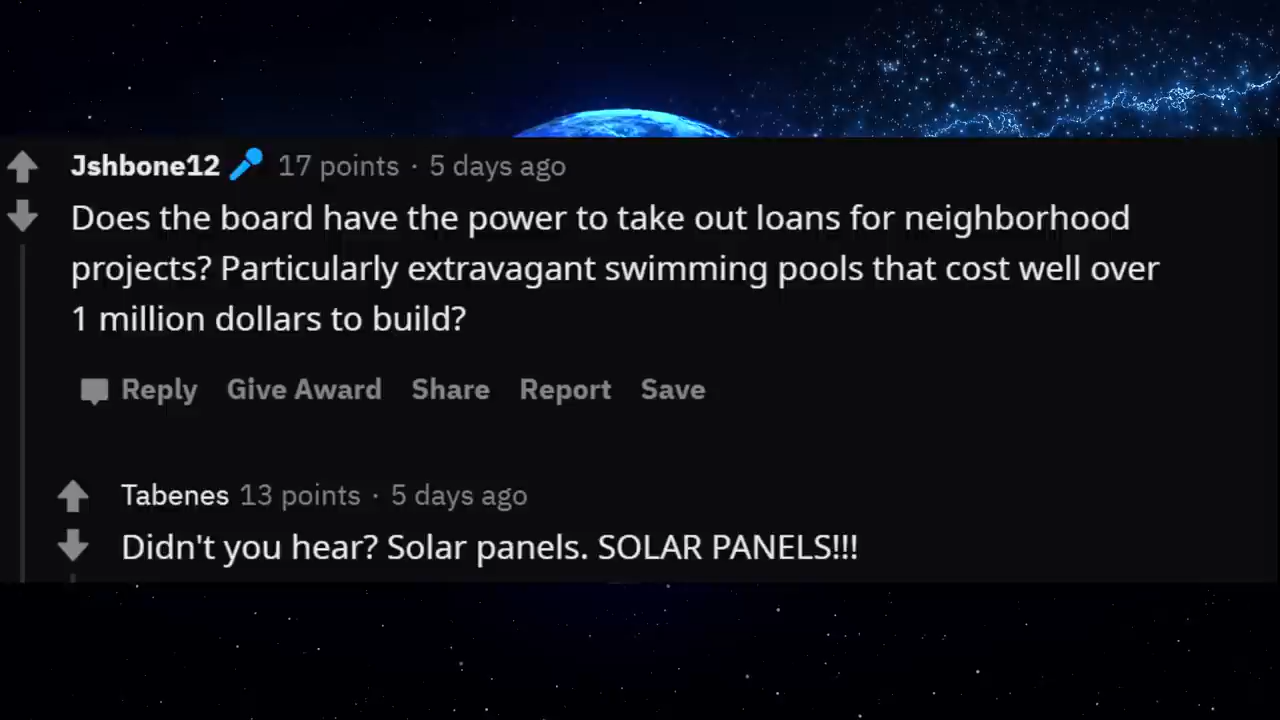 Jshbone12 17 points · 5 days ago
Does the board have the power to take out loans for neighborhood
projects? Particularly extravagant swimming pools that cost well over
1 million dollars to build?
Reply Give Award Share Report Save
Tabenes 13 points · 5 days ago
Didn't you hear? Solar panels. SOLAR PANELS!!!